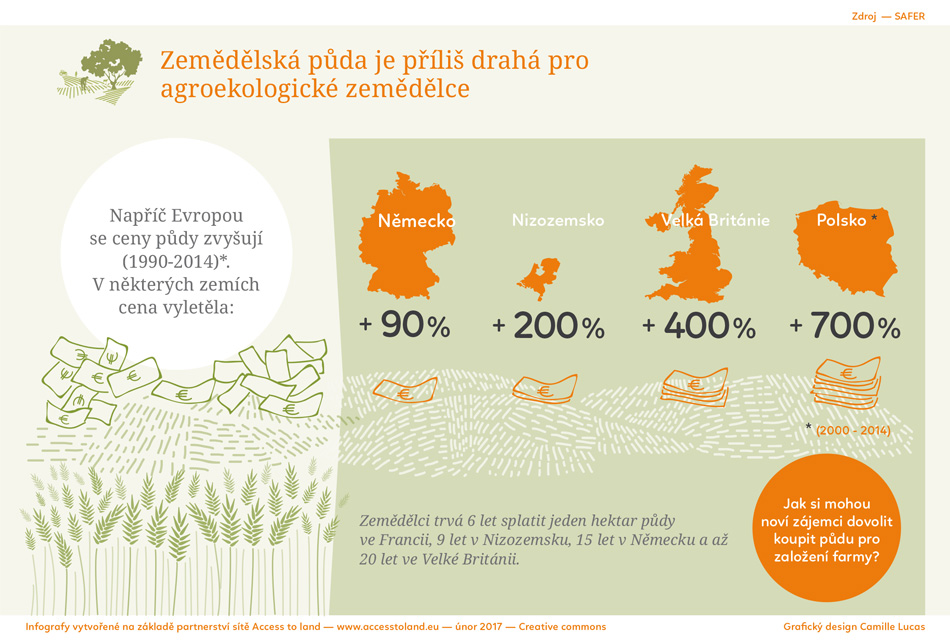 Zdroj — SAFER
Zemědělská půda je příliš drahá pro
agroekologické zemědělce
Napříč Evropou
se ceny půdy zvyšují
(1990-2014)*.
V některých zemích
cena vyletěla:
Německo
Nizozemsko
Velká Británie
Polsko *
+ 90%
+ 200%
+ 400%
+ 700%
* (2000 - 2014)
Zemědělci trvá 6 let splatit jeden hektar půdy
ve Francii, 9 let v Nizozemsku, 15 let v Německu a až
20 let ve Velké Británii.
Jak si mohou
noví zájemci dovolit
koupit půdu pro
založení farmy?
Infografy vytvořené na základě partnerství sítě Access to land — www.accesstoland.eu — únor 2017 — Creative commons
Grafický design Camille Lucas